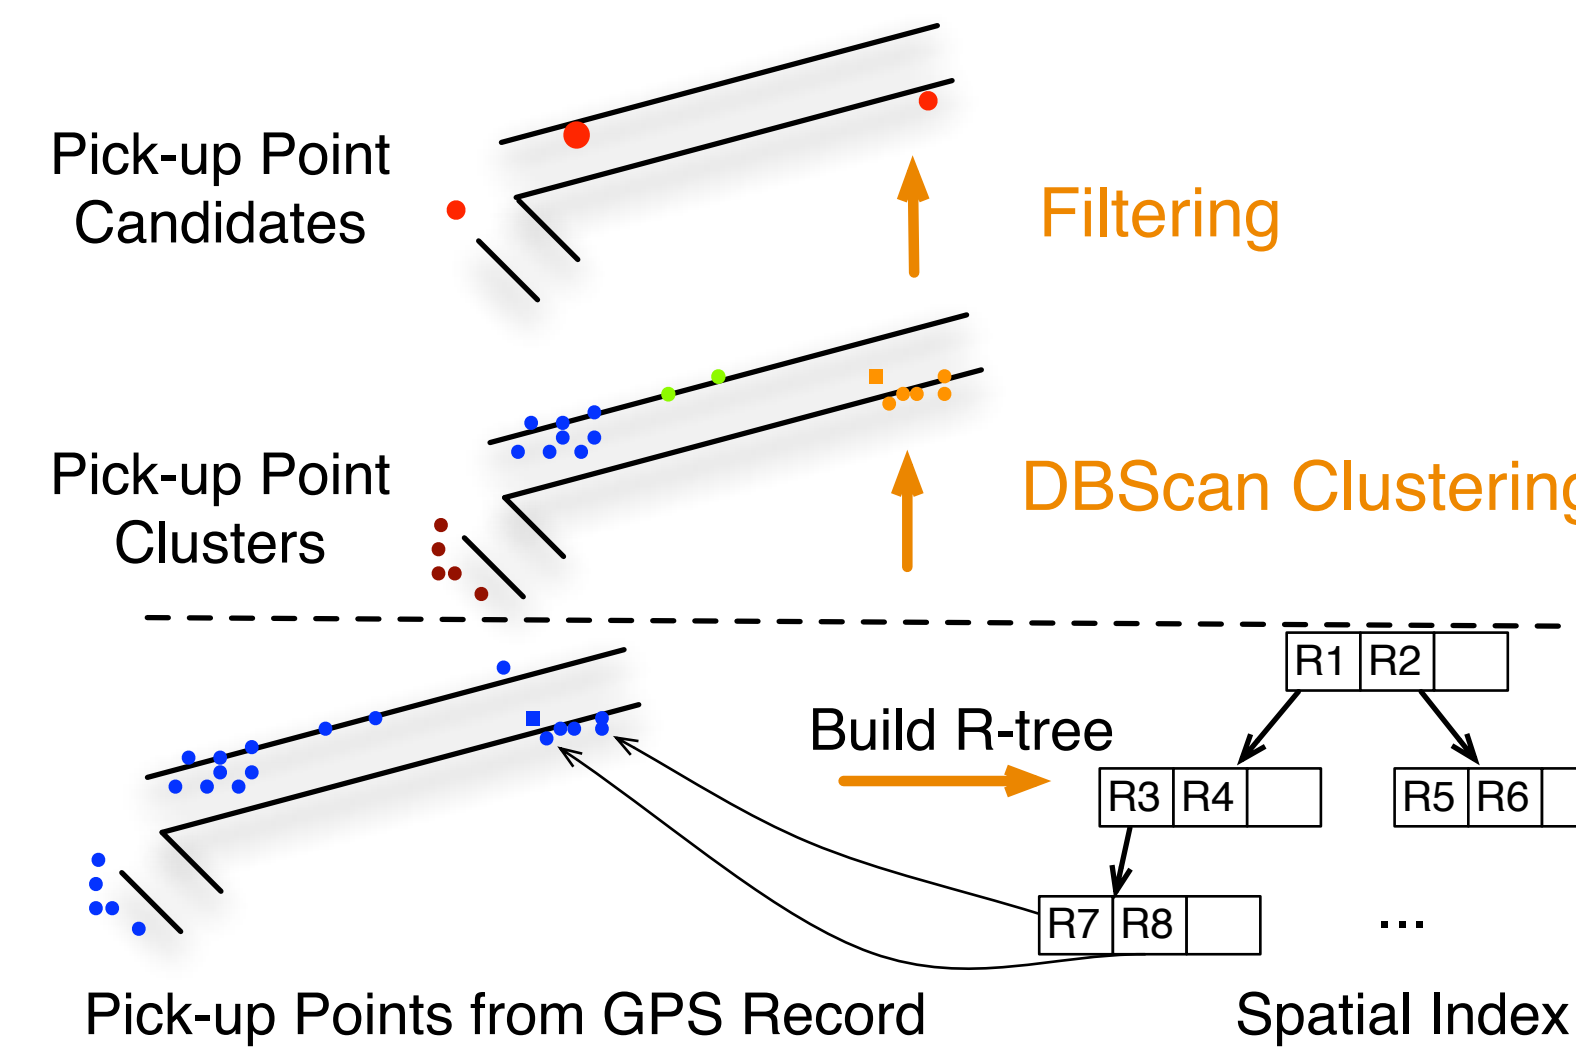 Pick-up Point
Candidates
Filtering
Pick-up Point
Clusters
DBScan Clustering
R1 R2
Build R-tree
R3 R4
R5 R6
R7 R8
...
Pick-up Points from GPS Record
Spatial Index